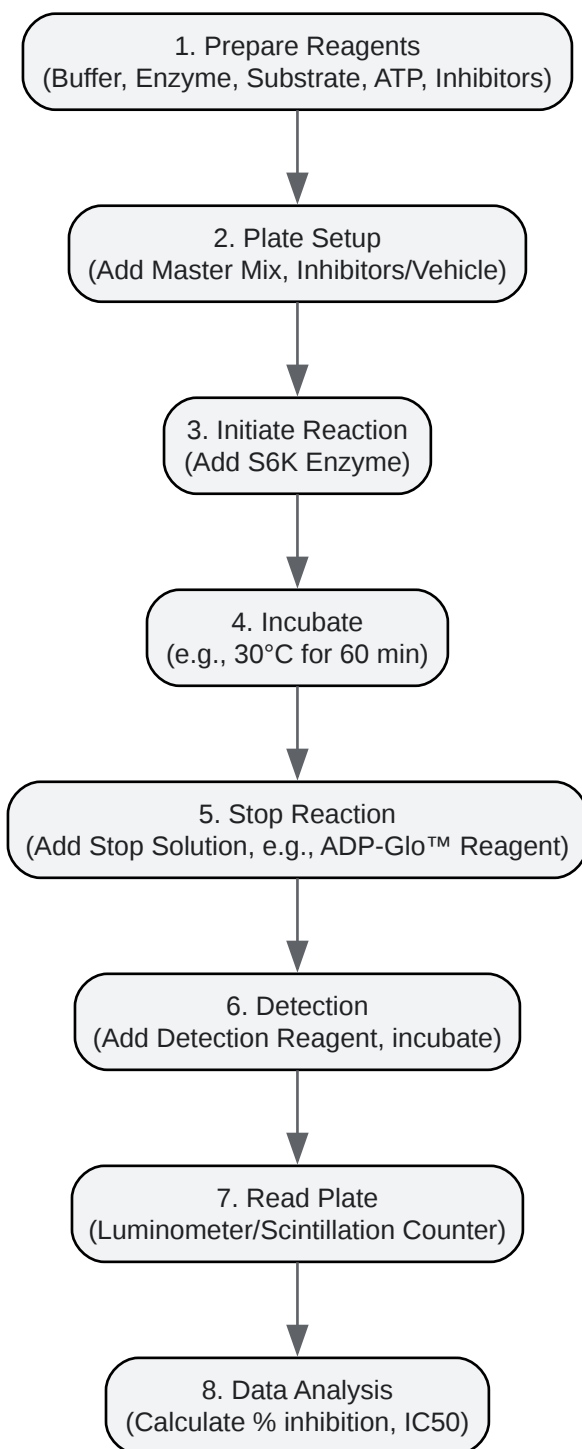 1. Prepare Reagents
(Buffer, Enzyme, Substrate, ATP, Inhibitors)
2. Plate Setup
(Add Master Mix, Inhibitors/Vehicle)
3. Initiate Reaction
(Add S6K Enzyme)
4. Incubate
(e.g., 30°C for 60 min)
5. Stop Reaction
(Add Stop Solution, e.g., ADP-Glo™ Reagent)
6. Detection
(Add Detection Reagent, incubate)
7. Read Plate
(Luminometer/Scintillation Counter)
8. Data Analysis
(Calculate % inhibition, IC50)